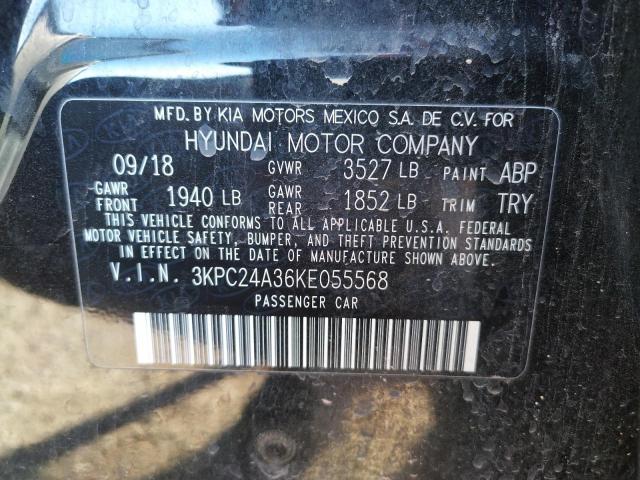 MFD. BY KIA MOTORS MEXICO S.A. DE C.V. FOR
HYUNDAI MOTOR COMPANY
09/18 GVWR 3527 LB PAINT ABP
GAWR FRONT 1940 LB GAWR REAR 1852 LB TRIM TRY
THIS VEHICLE CONFORMS TO ALL APPLICABLE U.S.A. FEDERAL
MOTOR VEHICLE SAFETY, BUMPER, AND THEFT PREVENTION STANDARDS
IN EFFECT ON THE DATE OF MANUFACTURE SHOWN ABOVE.
V.I.N. 3KPC24A36KE055568
PASSENGER CAR